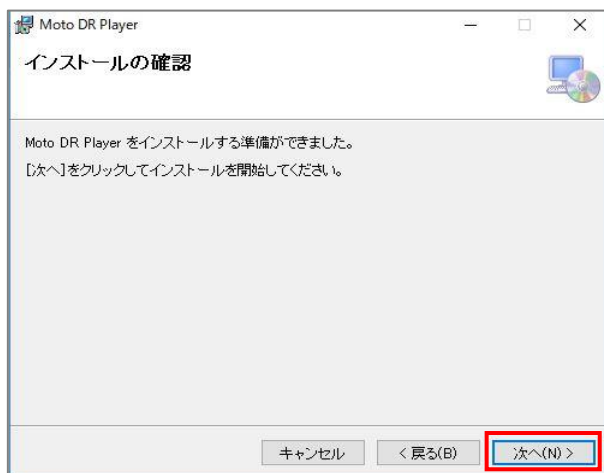 Moto DR Player
インストールの確認
Moto DR Player をインストールする準備ができました。
[次へ]をクリックしてインストールを開始してください。
キャンセル
< 戻る(B)
次へ(N) >